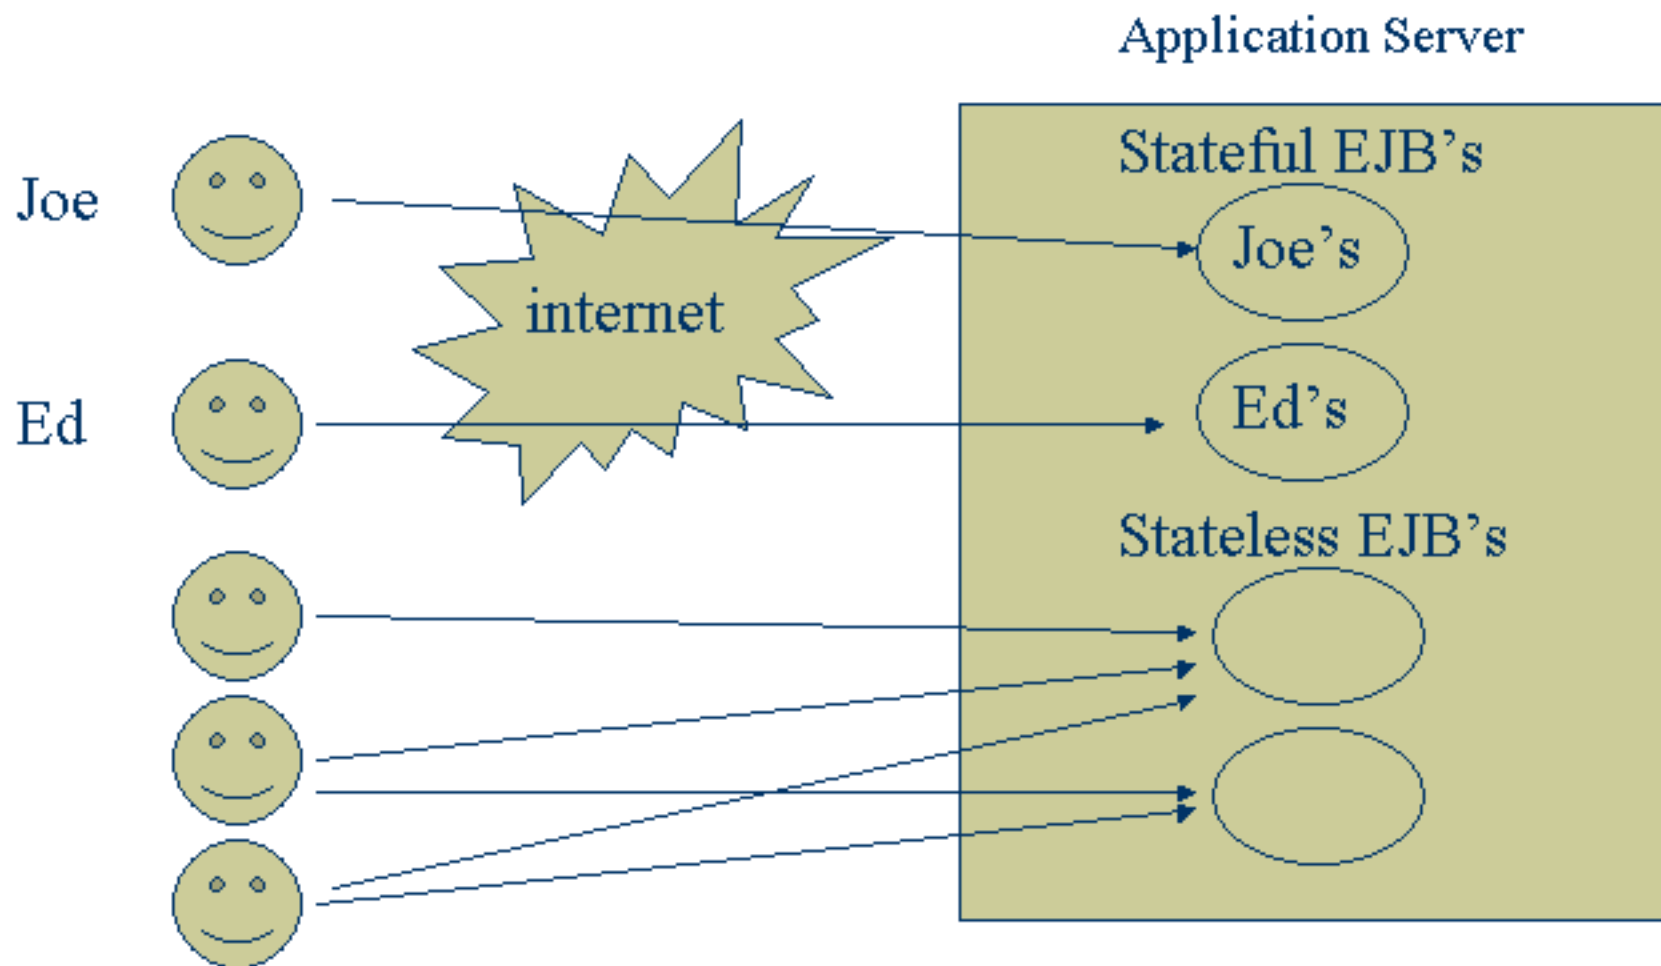 Application Server
Stateful EJB’s
Joe
Joe’s
internet
Ed
Ed’s
Stateless EJB’s